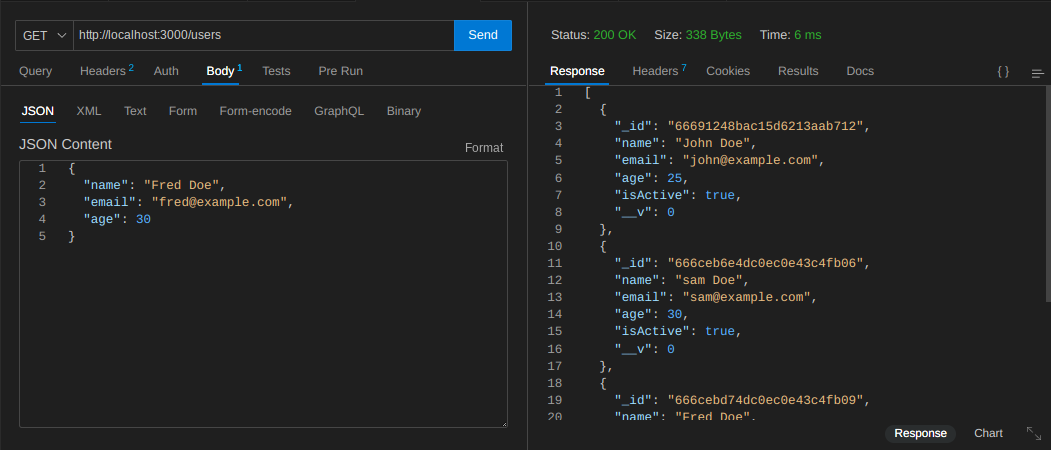 GET http://localhost:3000/users Send
Query Headers 2 Auth Body 1 Tests Pre Run
JSON XML Text Form Form-encode GraphQL Binary
JSON Content Format
1 {
2 "name": "Fred Doe",
3 "email": "fred@example.com",
4 "age": 30
5 }
Status: 200 OK Size: 338 Bytes Time: 6 ms
Response Headers 7 Cookies Results Docs { }
1 [
2 {
3 "_id": "66691248bac15d6213aab712",
4 "name": "John Doe",
5 "email": "john@example.com",
6 "age": 25,
7 "isActive": true,
8 "__v": 0
9 },
10 {
11 "_id": "666ceb6e4dc0ec0e43c4fb06",
12 "name": "sam Doe",
13 "email": "sam@example.com",
14 "age": 30,
15 "isActive": true,
16 "__v": 0
17 },
18 {
19 "_id": "666cebd74dc0ec0e43c4fb09",
20 "name": "Fred Doe",
Response Chart